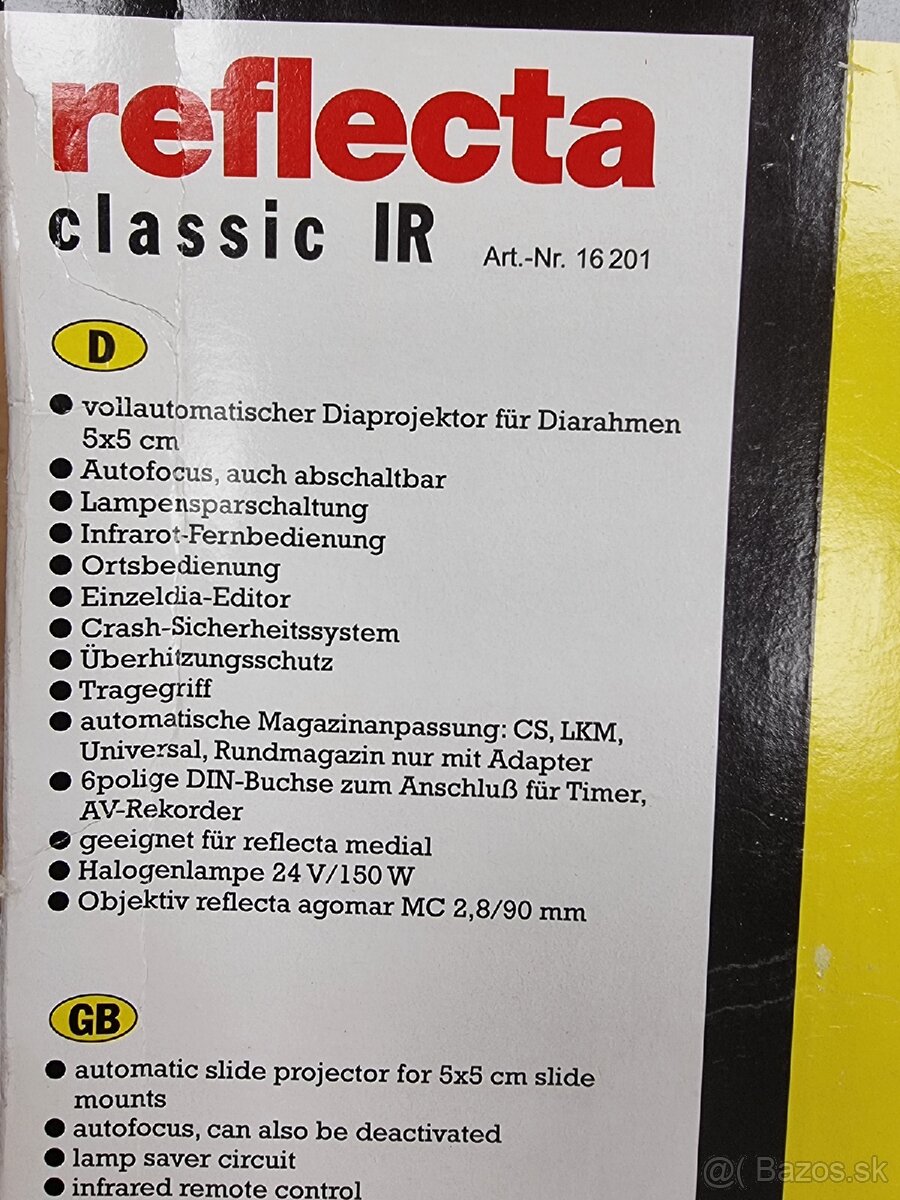 reflecta
classic IR Art.-Nr. 16 201
D
● vollautomatischer Diaprojektor für Diarahmen
5x5 cm
● Autofocus, auch abschaltbar
● Lampensparschaltung
● Infrarot-Fernbedienung
● Ortsbedienung
● Einzeldia-Editor
● Crash-Sicherheitssystem
● Überhitzungsschutz
● Tragegriff
● automatische Magazinanpassung: CS, LKM,
Universal, Rundmagazin nur mit Adapter
● 6polige DIN-Buchse zum Anschluß für Timer,
AV-Rekorder
● geeignet für reflecta medial
● Halogenlampe 24 V/150 W
● Objektiv reflecta agomar MC 2,8/90 mm
GB
● automatic slide projector for 5x5 cm slide
mounts
● autofocus, can also be deactivated
● lamp saver circuit
● infrared remote control
@( Bazos.sk